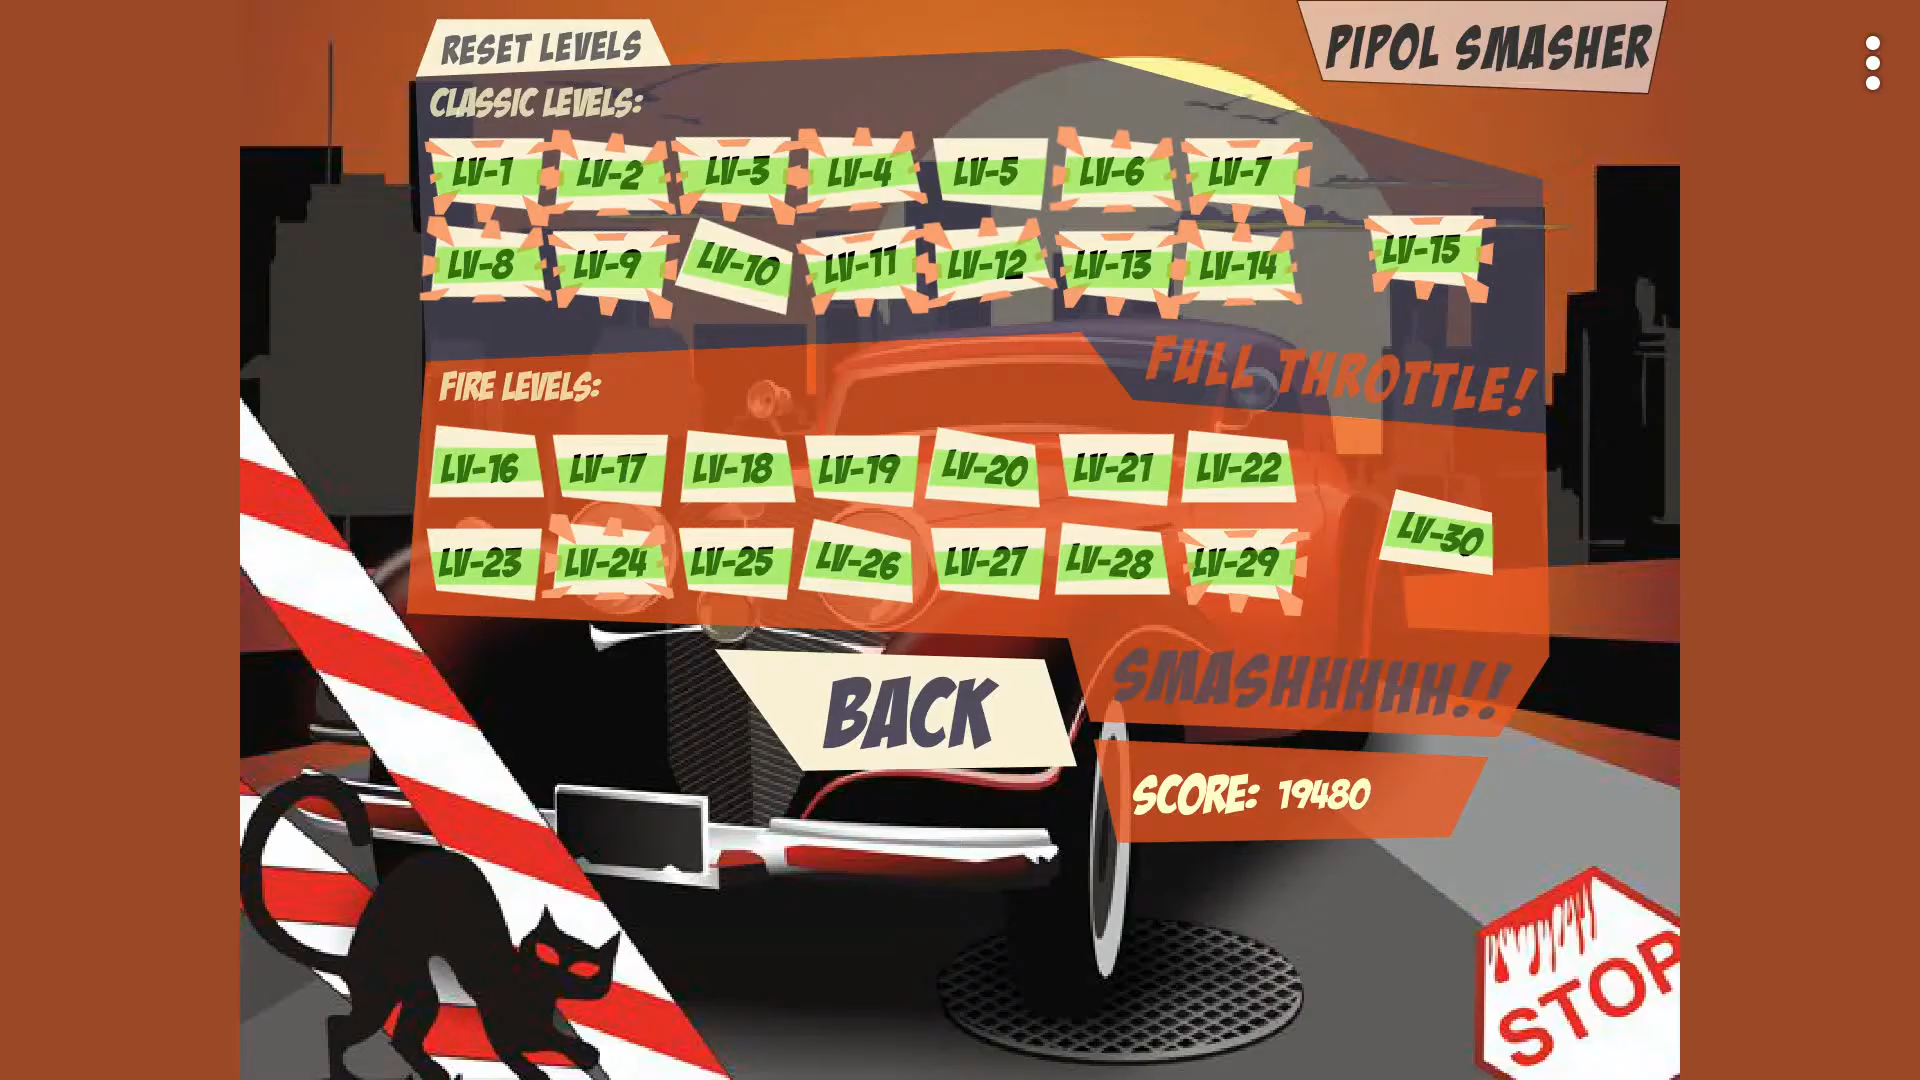 RESET LEVELS
PIPOL SMASHER
CLASSIC LEVELS:
LV-1 LV-2 LV-3 LV-4 LV-5 LV-6 LV-7
LV-8 LV-9 LV-10 LV-11 LV-12 LV-13 LV-14 LV-15
FULL THROTTLE!
FIRE LEVELS:
LV-16 LV-17 LV-18 LV-19 LV-20 LV-21 LV-22
LV-23 LV-24 LV-25 LV-26 LV-27 LV-28 LV-29 LV-30
BACK
SMASHHHHH!!
SCORE: 19480
STOP